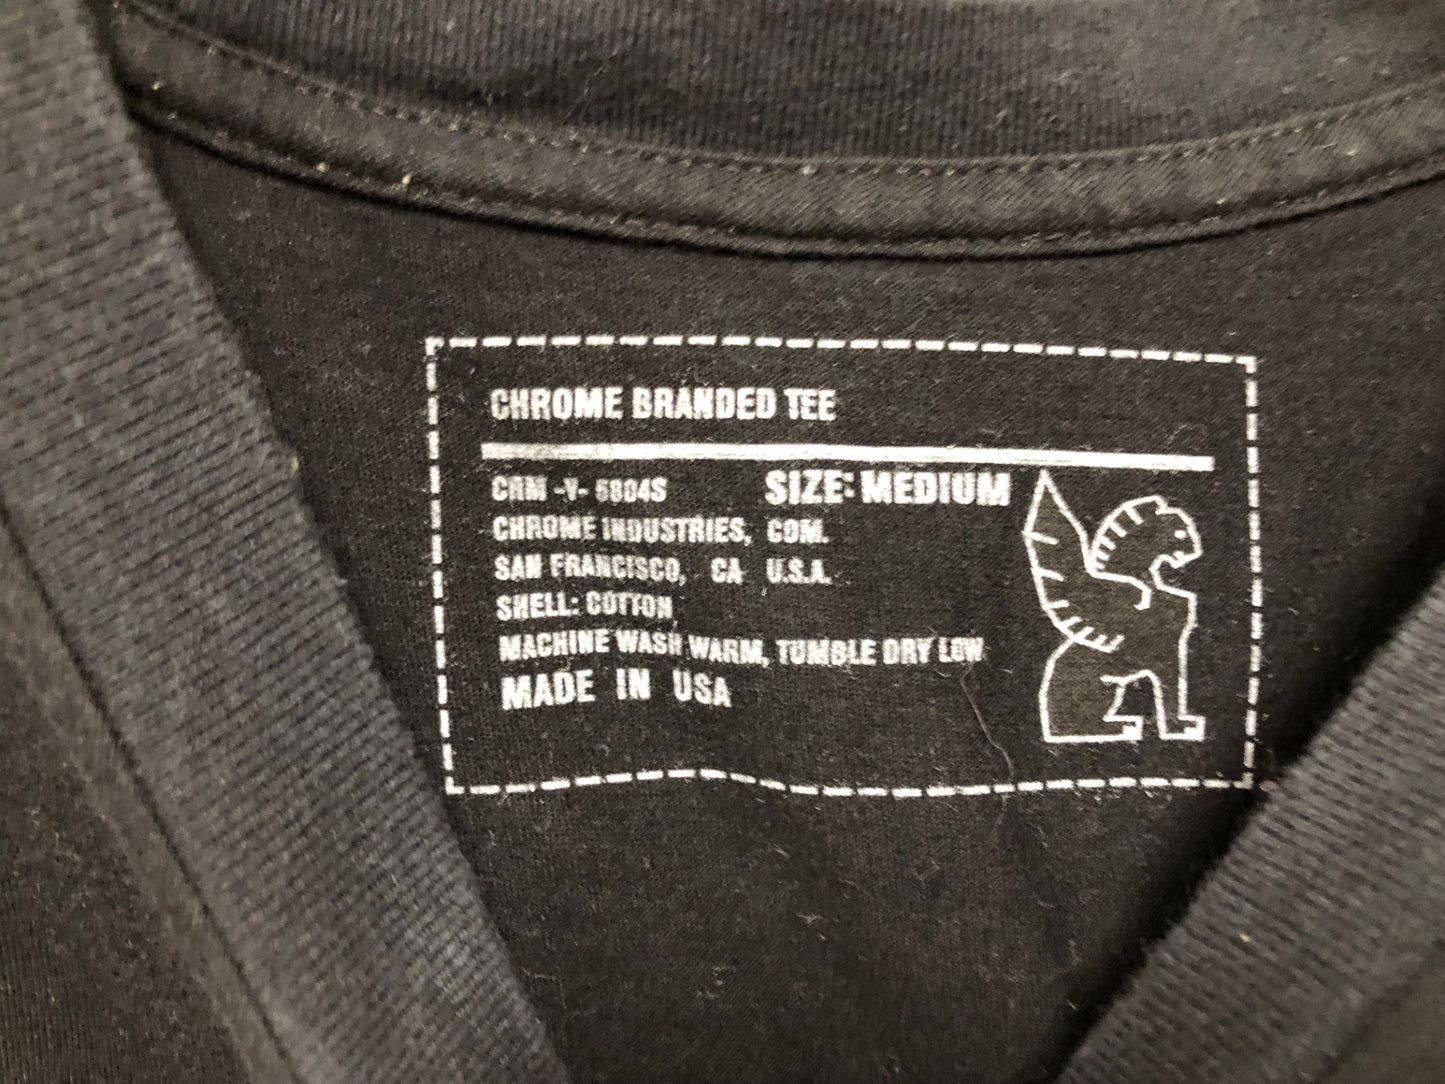 CHROME BRANDED TEE
CRM -V- 6804S SIZE: MEDIUM
CHROME INDUSTRIES, COM.
SAN FRANCISCO, CA U.S.A.
SHELL: COTTON
MACHINE WASH WARM, TUMBLE DRY LOW
MADE IN USA